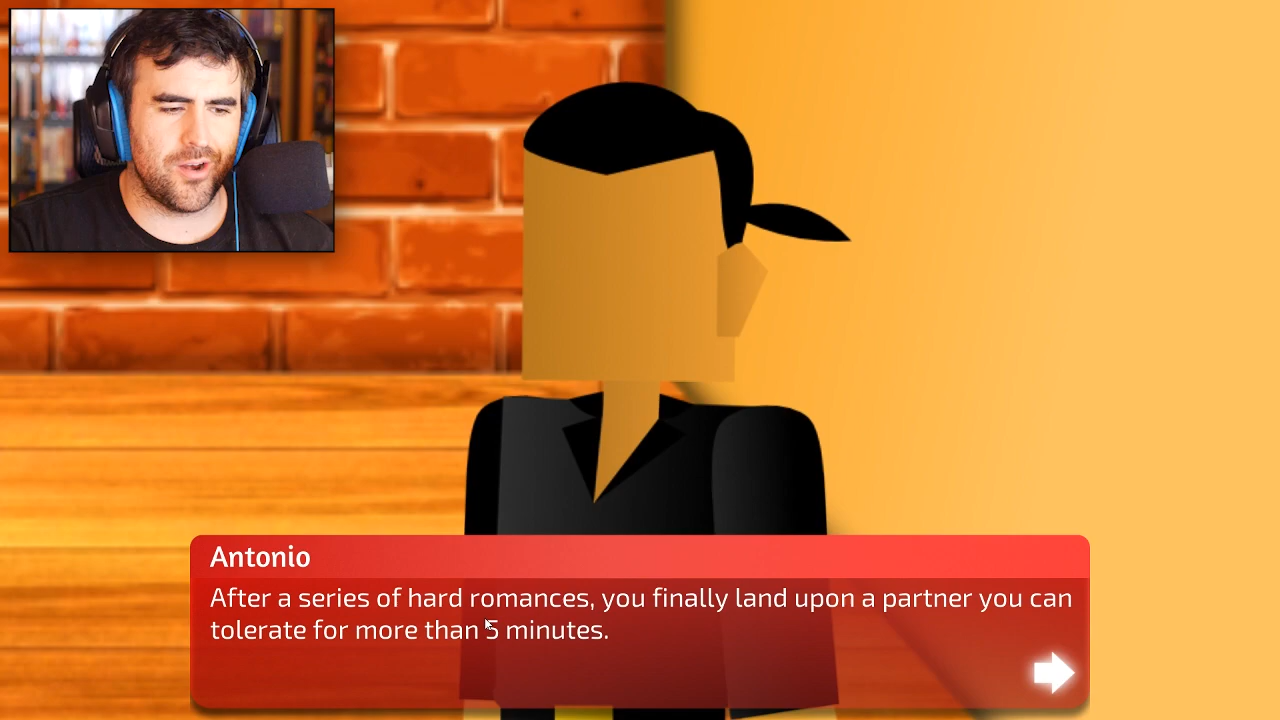 Antonio
After a series of hard romances, you finally land upon a partner you can
tolerate for more than 5 minutes.